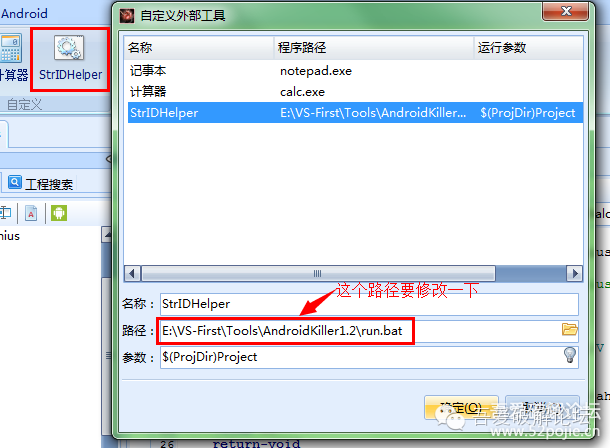 Android
计算器
StrIDHelper
自定义
工程搜索
nius
自定义外部工具
名称 程序路径 运行参数
记事本 notepad.exe
计算器 calc.exe
StrIDHelper E:\VS-First\Tools\AndroidKiller... $(ProjDir)Project
这个路径要修改一下
名称： StrIDHelper
路径： E:\VS-First\Tools\AndroidKiller1.2\run.bat
参数： $(ProjDir)Project
确定(O)
吾爱破解论坛
www.52pojie.cn
26 return-void